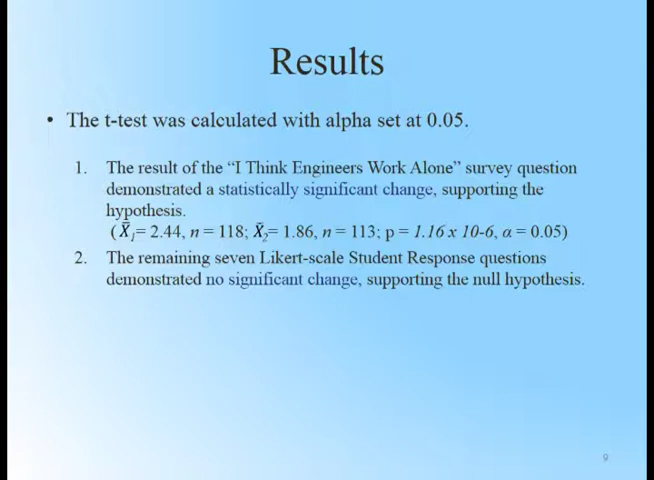 Results
• The t-test was calculated with alpha set at 0.05.
1. The result of the “I Think Engineers Work Alone” survey question
demonstrated a statistically significant change, supporting the
hypothesis.
(X̄₁= 2.44, n = 118; X̄₂= 1.86, n = 113; p = 1.16 x 10-6, α = 0.05)
2. The remaining seven Likert-scale Student Response questions
demonstrated no significant change, supporting the null hypothesis.
9